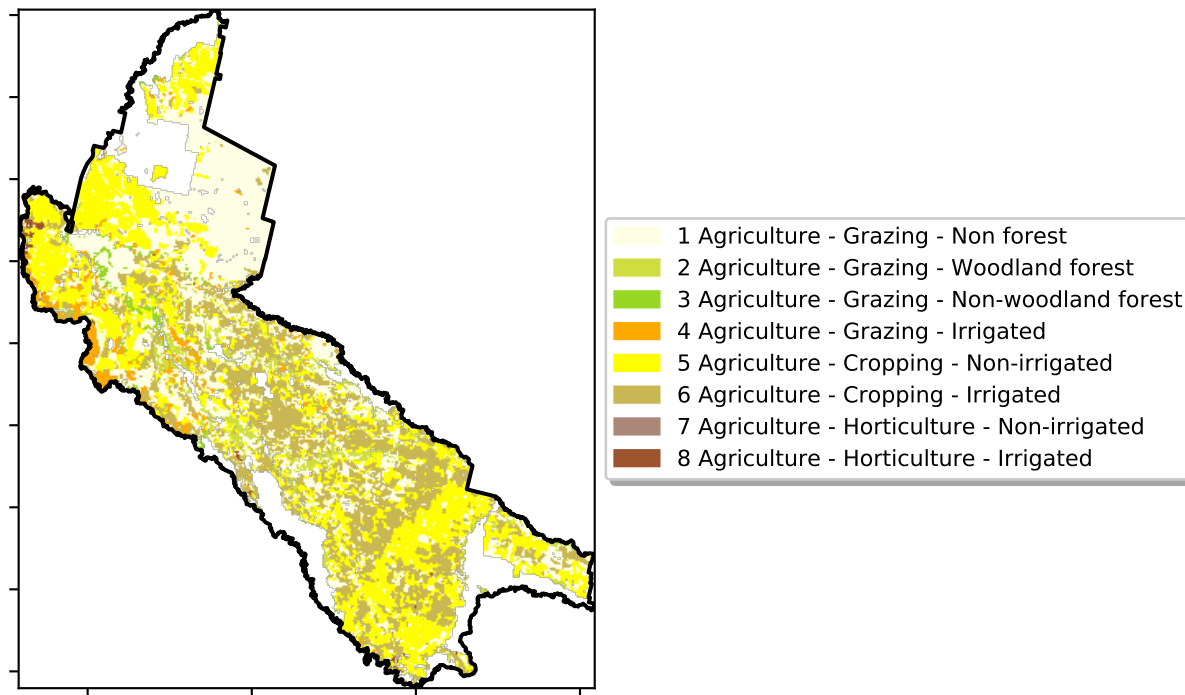 1 Agriculture - Grazing - Non forest
2 Agriculture - Grazing - Woodland forest
3 Agriculture - Grazing - Non-woodland forest
4 Agriculture - Grazing - Irrigated
5 Agriculture - Cropping - Non-irrigated
6 Agriculture - Cropping - Irrigated
7 Agriculture - Horticulture - Non-irrigated
8 Agriculture - Horticulture - Irrigated